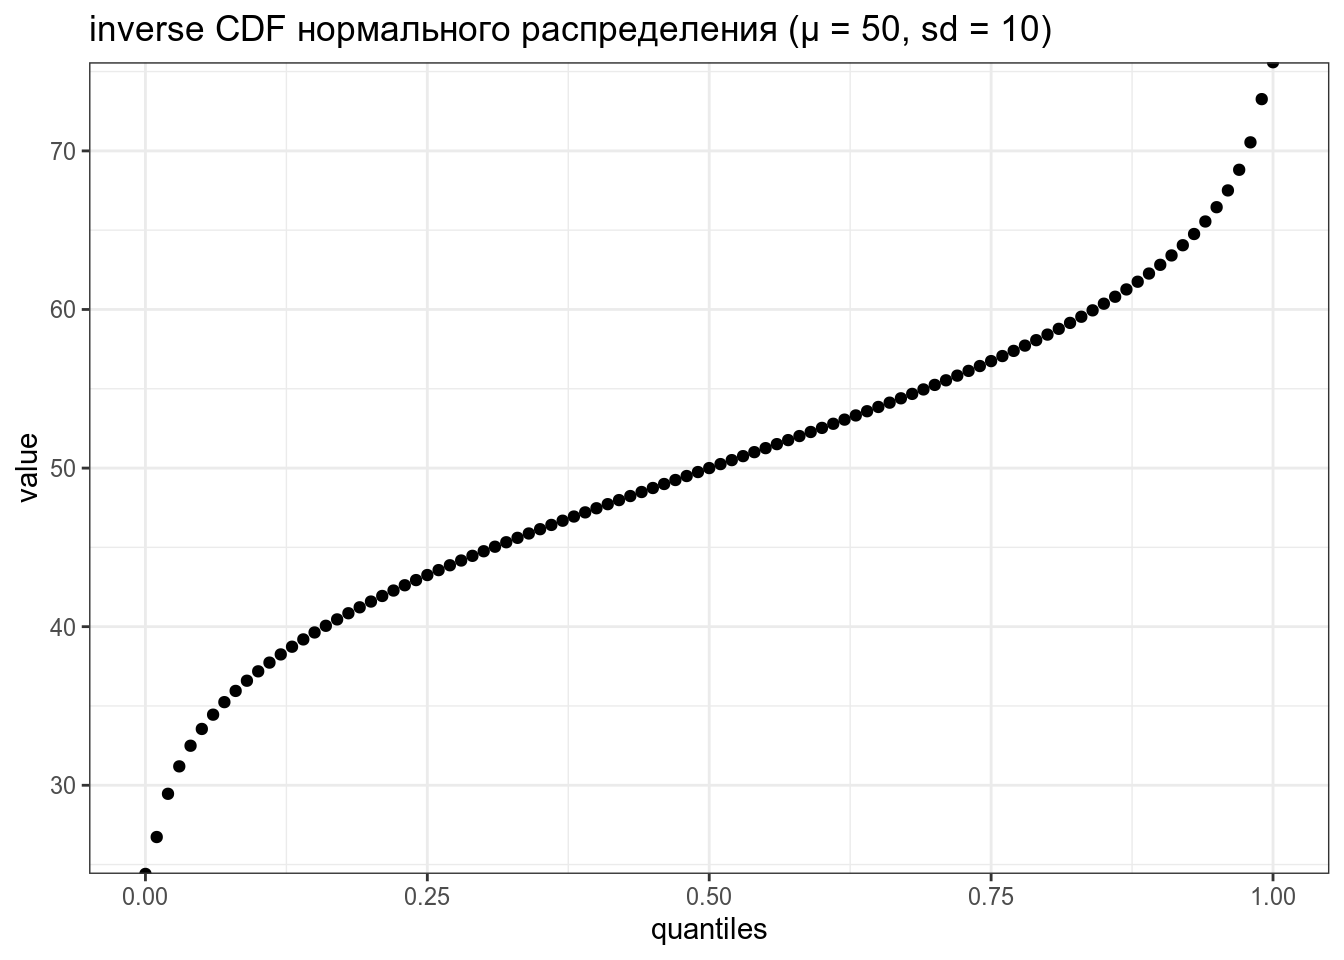 inverse CDF нормального распределения (μ = 50, sd = 10)
value
70
60
50
40
30
0.00 0.25 0.50 0.75 1.00
quantiles